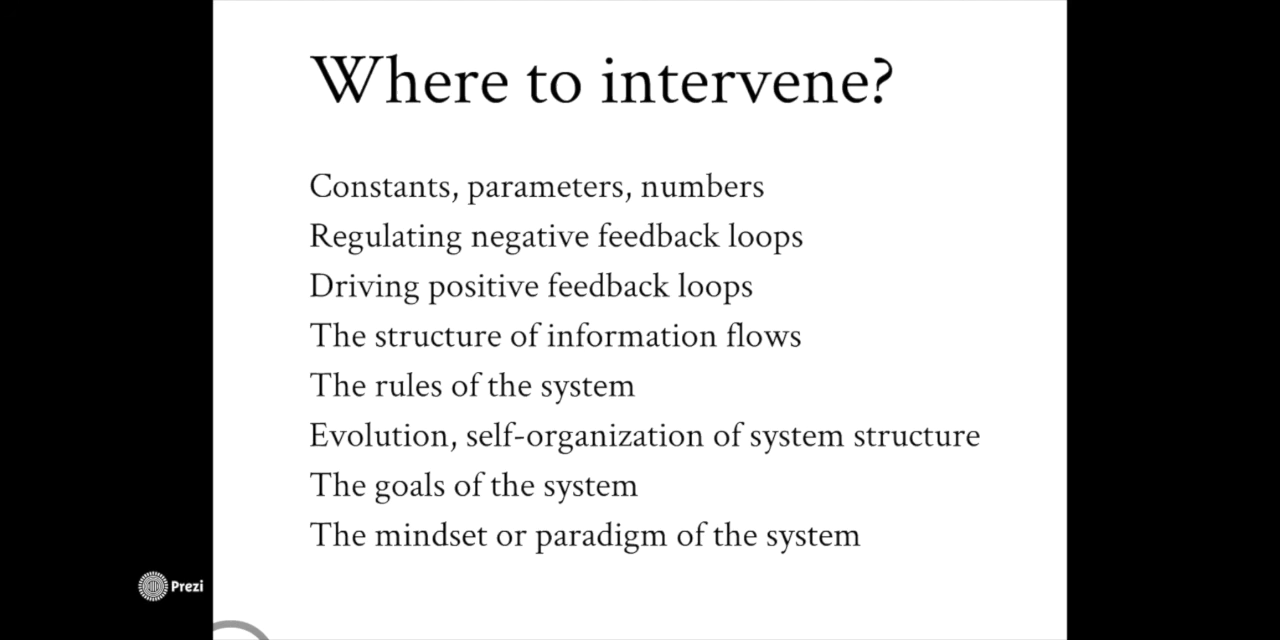 Where to intervene?
Constants, parameters, numbers
Regulating negative feedback loops
Driving positive feedback loops
The structure of information flows
The rules of the system
Evolution, self-organization of system structure
The goals of the system
The mindset or paradigm of the system
Prezi